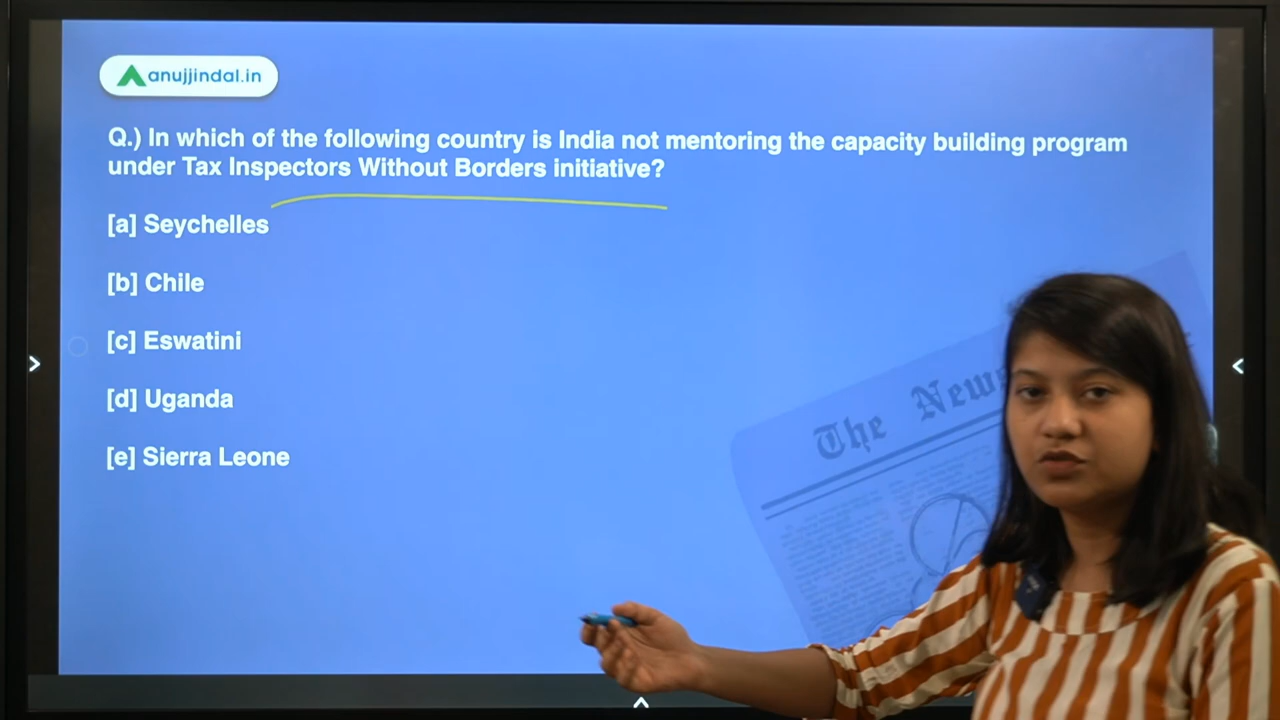 anujjindal.in
Q.) In which of the following country is India not mentoring the capacity building program
under Tax Inspectors Without Borders initiative?
[a] Seychelles
[b] Chile
[c] Eswatini
[d] Uganda
[e] Sierra Leone
The News